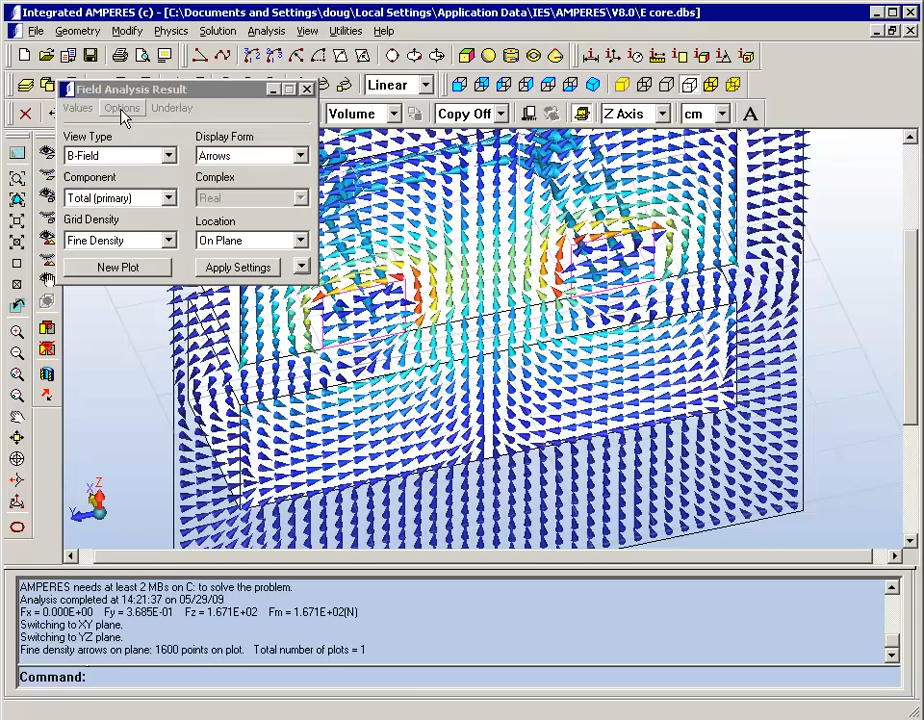 Integrated AMPERES (c) - [C:\Documents and Settings\doug\Local Settings\Application Data\IES\AMPERES\V8.0\E core.dbs]
File Geometry Modify Physics Solution Analysis View Utilities Help
Linear
Field Analysis Result
Values Options Underlay
Volume Copy Off Z Axis cm A
View Type Display Form
B-Field Arrows
Component Complex
Total (primary) Real
Grid Density Location
Fine Density On Plane
New Plot Apply Settings
X Z
Y
AMPERES needs at least 2 MBs on C: to solve the problem.
Analysis completed at 14:21:37 on 05/29/09
Fx = 0.000E+00 Fy = 3.685E-01 Fz = 1.671E+02 Fm = 1.671E+02(N)
Switching to XY plane.
Switching to YZ plane.
Fine density arrows on plane: 1600 points on plot. Total number of plots = 1
Command: